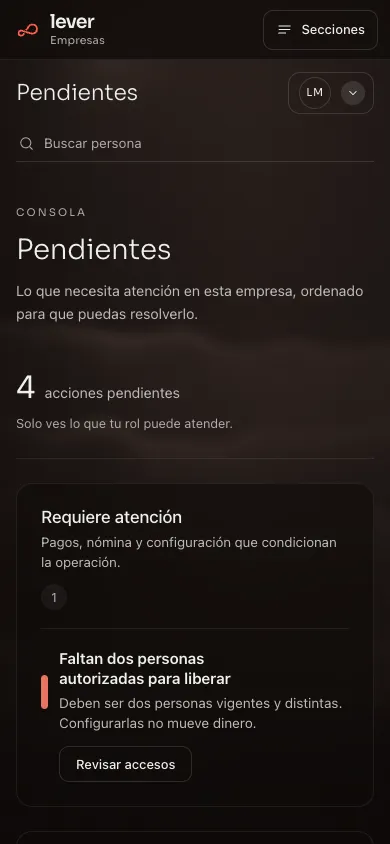 lever
Empresas
Secciones
Pendientes
LM
Buscar persona
CONSOLA
Pendientes
Lo que necesita atención en esta empresa, ordenado
para que puedas resolverlo.
4 acciones pendientes
Solo ves lo que tu rol puede atender.
Requiere atención
Pagos, nómina y configuración que condicionan
la operación.
1
Faltan dos personas
autorizadas para liberar
Deben ser dos personas vigentes y distintas.
Configurarlas no mueve dinero.
Revisar accesos